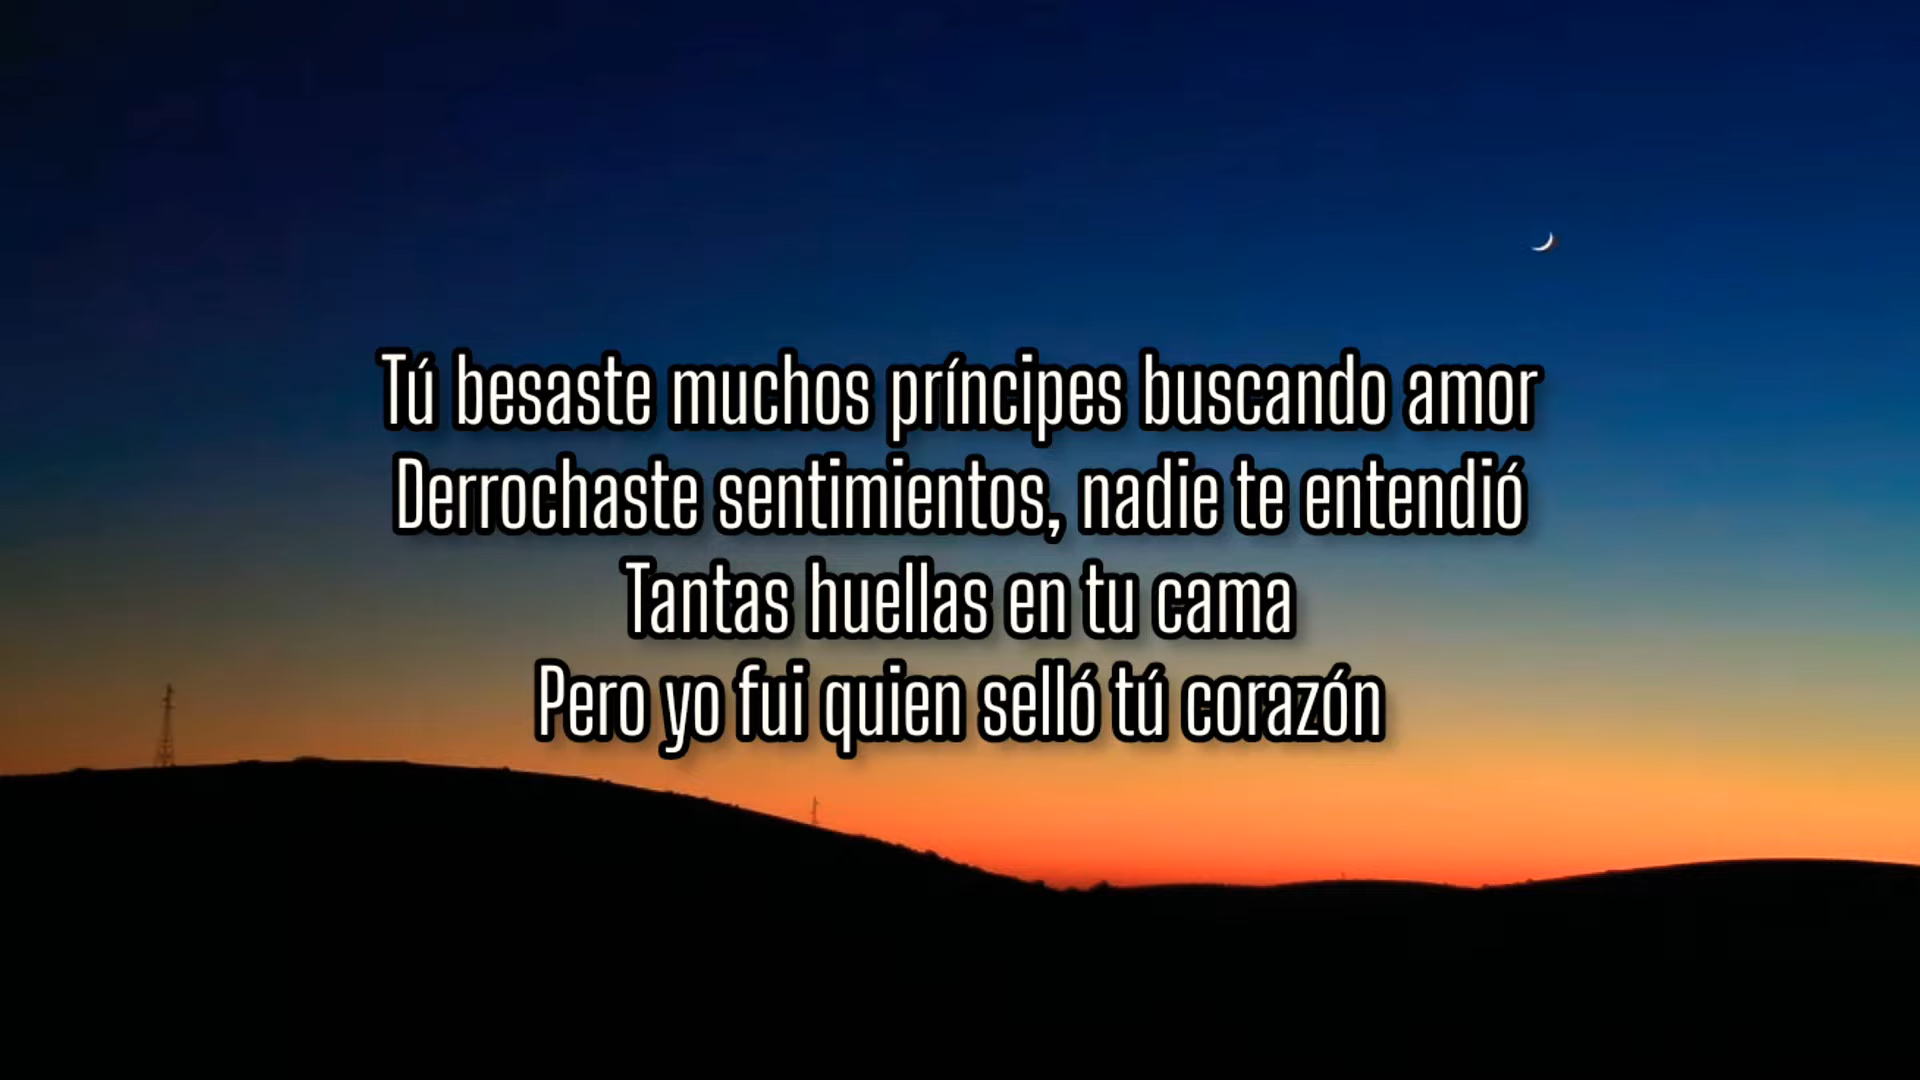 Tú besaste muchos príncipes buscando amor
Derrochaste sentimientos, nadie te entendió
Tantas huellas en tu cama
Pero yo fui quien selló tú corazón